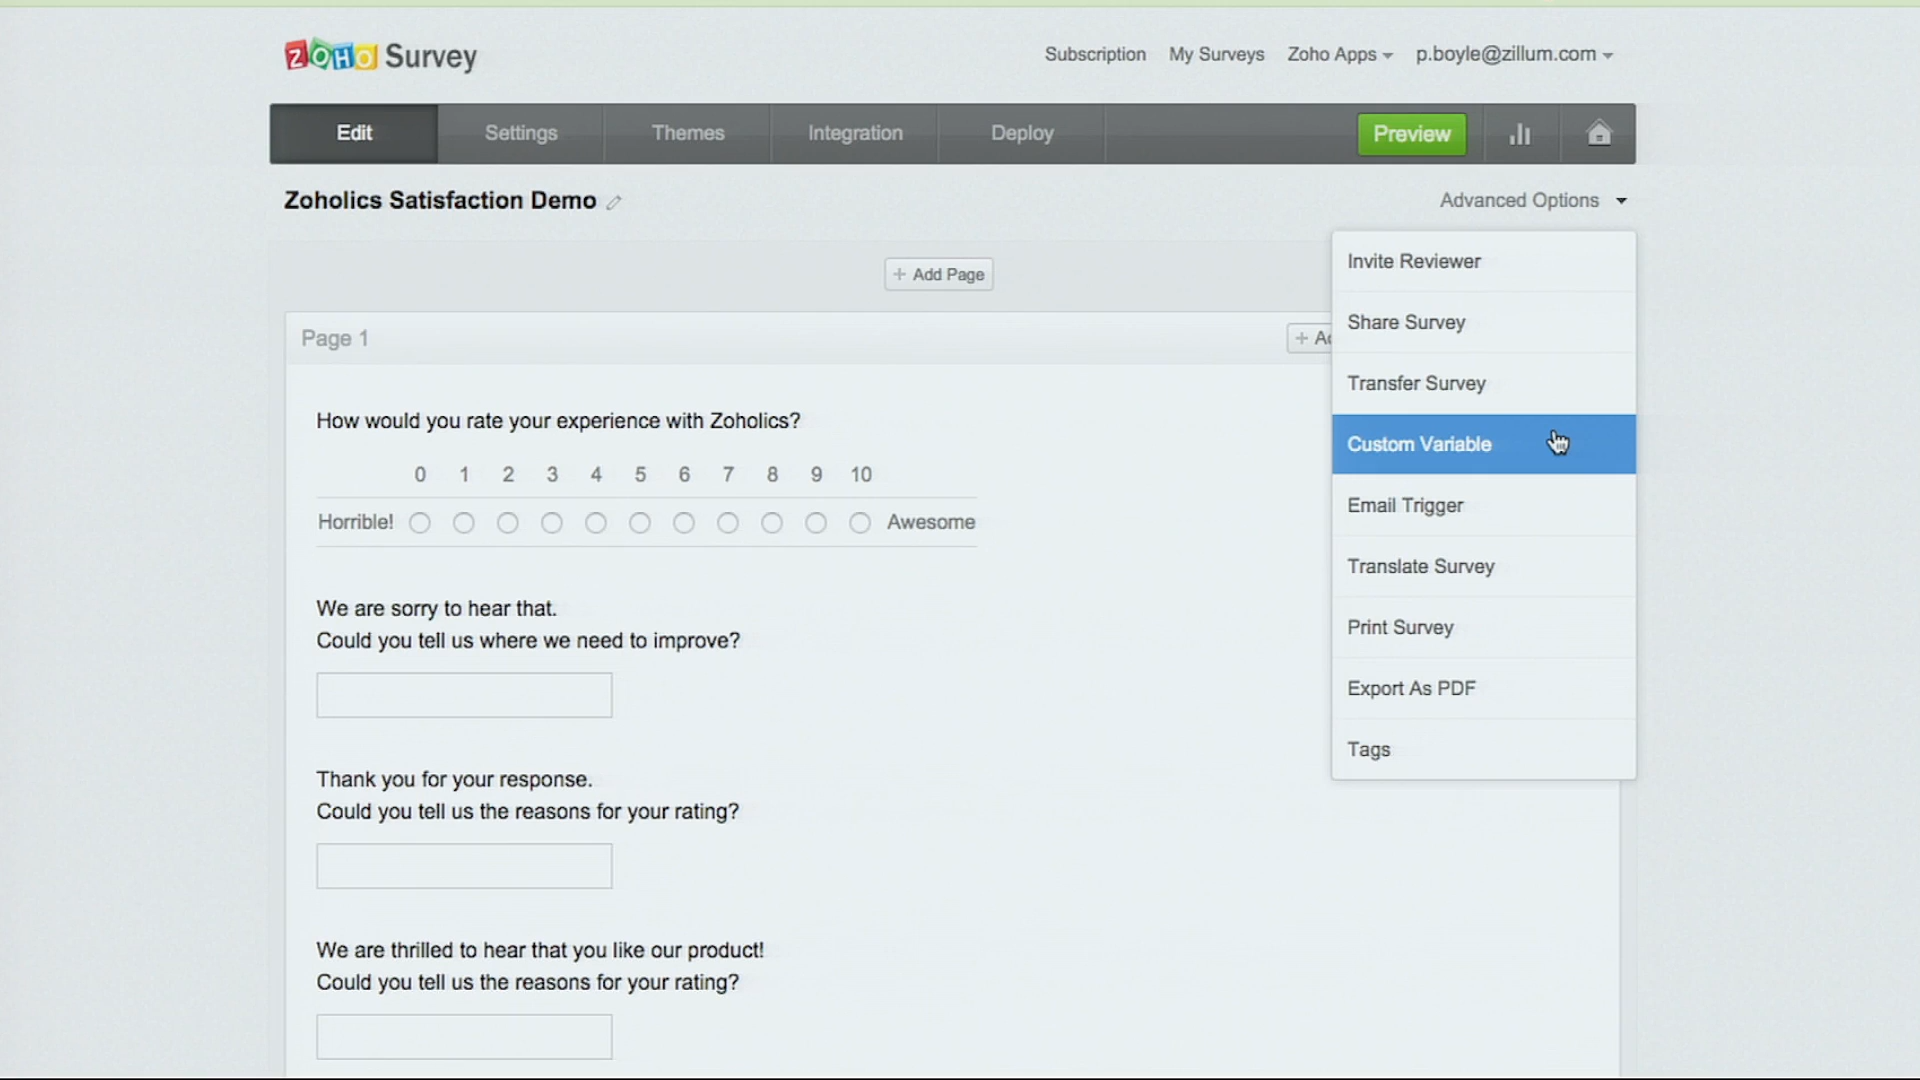 ZOHO Survey
Subscription My Surveys Zoho Apps p.boyle@zillum.com
Edit Settings Themes Integration Deploy Preview
Zoholics Satisfaction Demo Advanced Options
+ Add Page
Page 1
+ Ad
Invite Reviewer
Share Survey
Transfer Survey
Custom Variable
Email Trigger
Translate Survey
Print Survey
Export As PDF
Tags
How would you rate your experience with Zoholics?
0 1 2 3 4 5 6 7 8 9 10
Horrible! Awesome
We are sorry to hear that.
Could you tell us where we need to improve?
Thank you for your response.
Could you tell us the reasons for your rating?
We are thrilled to hear that you like our product!
Could you tell us the reasons for your rating?